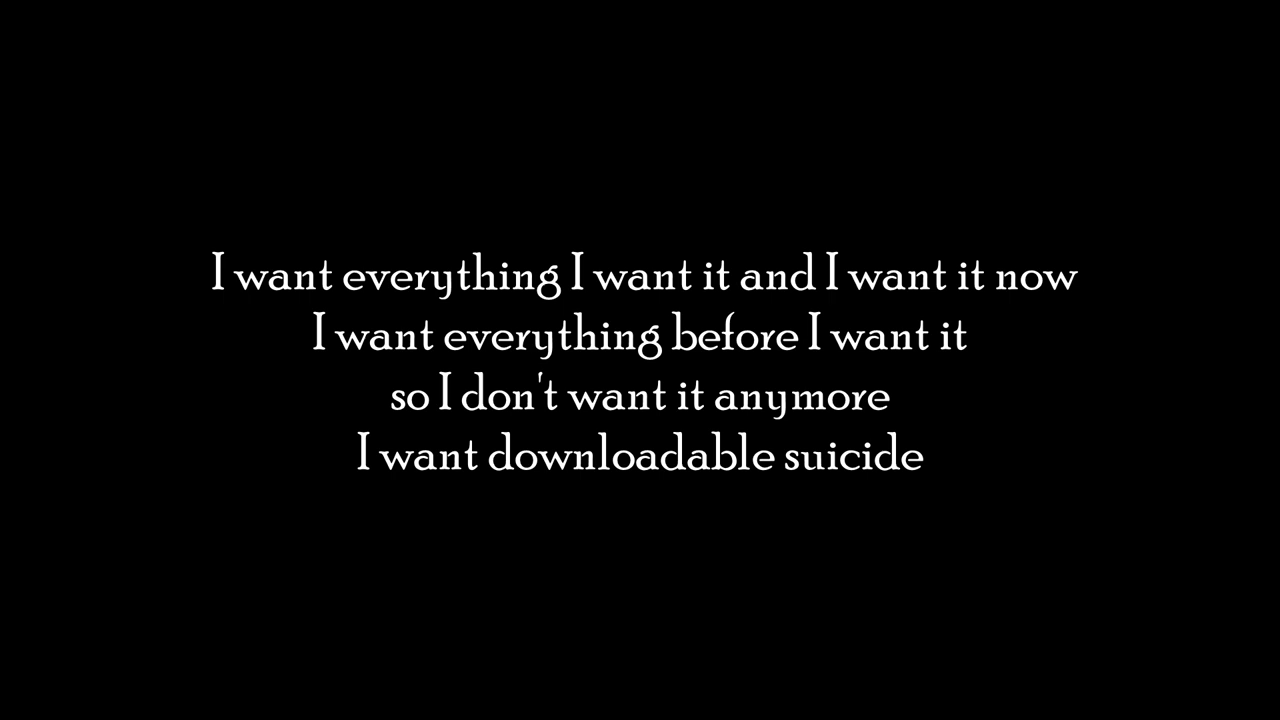 I want everything I want it and I want it now
I want everything before I want it
so I don't want it anymore
I want downloadable suicide